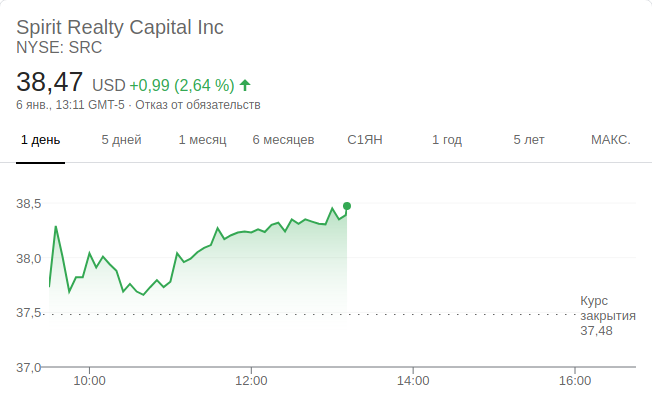 Spirit Realty Capital Inc
NYSE: SRC
38,47 USD +0,99 (2,64 %)
6 янв., 13:11 GMT-5 · Отказ от обязательств
1 день 5 дней 1 месяц 6 месяцев С1ЯН 1 год 5 лет МАКС.
38,5
38,0
37,5
37,0
Курс
закрытия
37,48
10:00 12:00 14:00 16:00